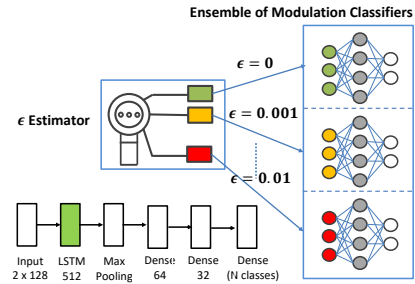 Ensemble of Modulation Classifiers
ϵ = 0
ϵ Estimator
ϵ = 0.001
ϵ = 0.01
Input
2 x 128
LSTM
512
Max
Pooling
Dense
64
Dense
32
Dense
(N classes)